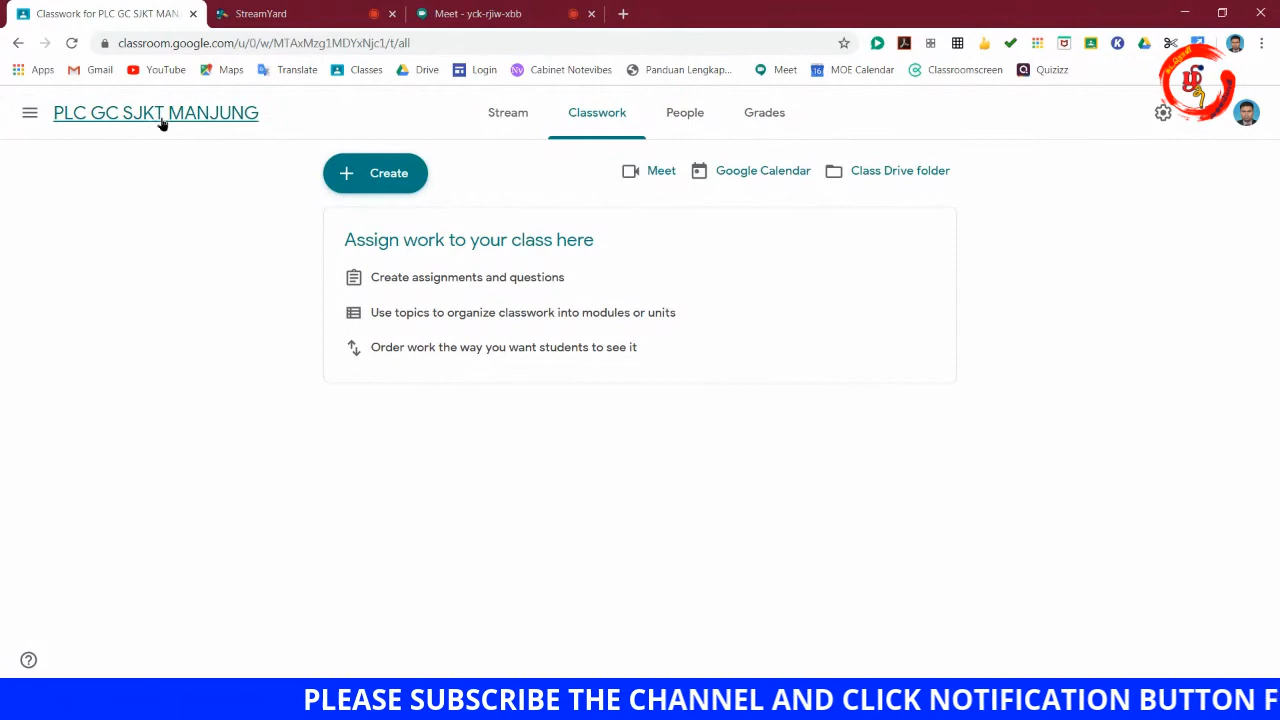 Classwork for PLC GC SJKT MAN
StreamYard
Meet - yck-rjiw-xbb
classroom.google.com/u/0/w/MTAxMzg1MDYxNjc1/t/all
Apps
Gmail
YouTube
Maps
Translate
Classes
Drive
Login
Cabinet Notevibes
Panduan Lengkap...
Meet
MOE Calendar
Classroomscreen
Quizizz
PLC GC SJKT MANJUNG
Stream
Classwork
People
Grades
Create
Meet
Google Calendar
Class Drive folder
Assign work to your class here
Create assignments and questions
Use topics to organize classwork into modules or units
Order work the way you want students to see it
PLEASE SUBSCRIBE THE CHANNEL AND CLICK NOTIFICATION BUTTON F